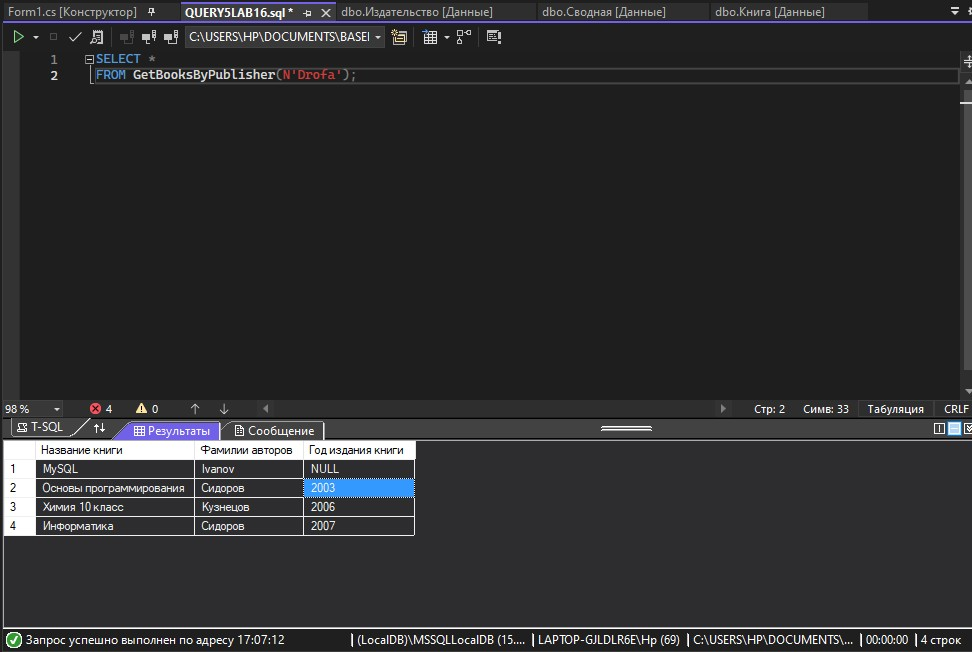 Form1.cs [Конструктор] QUERY5LAB16.sql * dbo.Издательство [Данные] dbo.Сводная [Данные] dbo.Книга [Данные]
C:\USERS\HP\DOCUMENTS\BASEI
1 SELECT *
2 FROM GetBooksByPublisher(N'Drofa');
98 % 4 0 Стр: 2 Симв: 33 Табуляция CRLF
T-SQL Результаты Сообщение
Название книги Фамилии авторов Год издания книги
1 MySQL Ivanov NULL
2 Основы программирования Сидоров 2003
3 Химия 10 класс Кузнецов 2006
4 Информатика Сидоров 2007
Запрос успешно выполнен по адресу 17:07:12 (LocalDB)\MSSQLLocalDB (15.... LAPTOP-GJLDLR6E\Hp (69) C:\USERS\HP\DOCUMENTS\... 00:00:00 4 строк